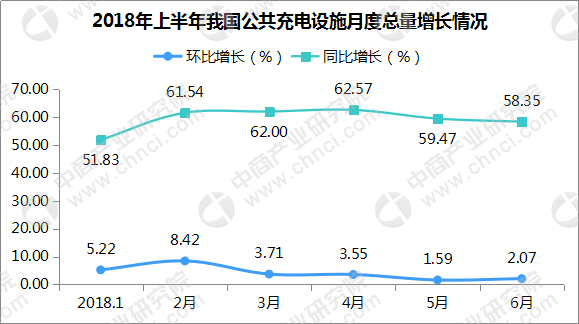 2018年上半年我国公共充电设施月度总量增长情况
环比增长（%） 同比增长（%）
70.00
60.00
50.00
40.00
30.00
20.00
10.00
0.00
51.83 61.54 62.00 62.57 59.47 58.35
5.22 8.42 3.71 3.55 1.59 2.07
2018.1 2月 3月 4月 5月 6月
中商产业研究院
www.chnci.com